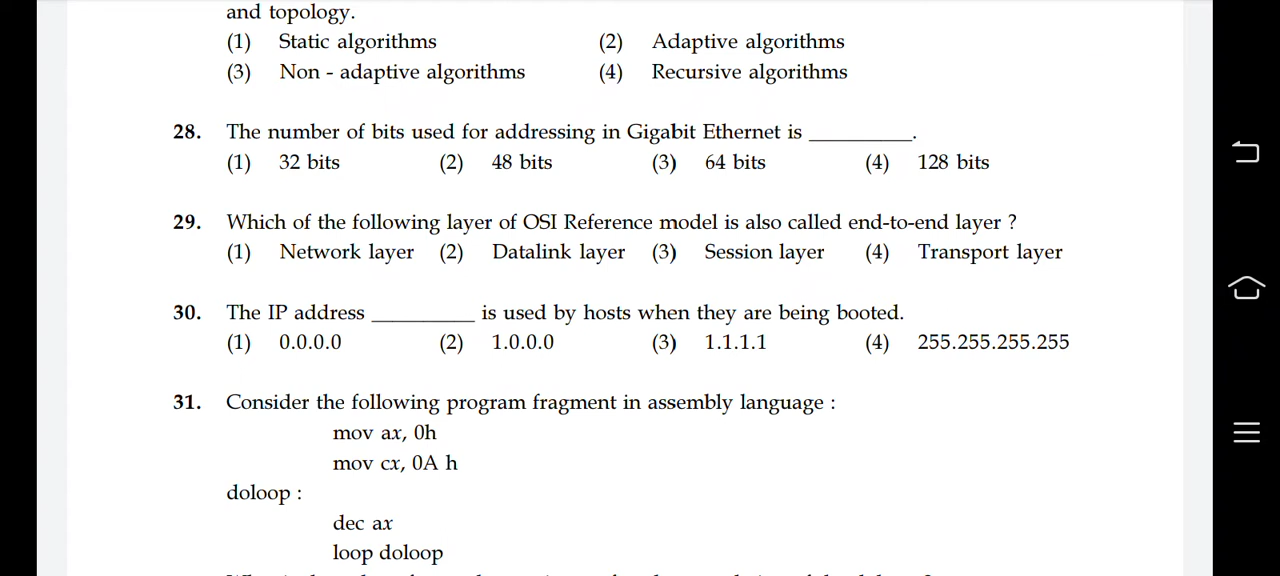 and topology.
(1) Static algorithms (2) Adaptive algorithms
(3) Non - adaptive algorithms (4) Recursive algorithms
28. The number of bits used for addressing in Gigabit Ethernet is _________.
(1) 32 bits (2) 48 bits (3) 64 bits (4) 128 bits
29. Which of the following layer of OSI Reference model is also called end-to-end layer ?
(1) Network layer (2) Datalink layer (3) Session layer (4) Transport layer
30. The IP address _________ is used by hosts when they are being booted.
(1) 0.0.0.0 (2) 1.0.0.0 (3) 1.1.1.1 (4) 255.255.255.255
31. Consider the following program fragment in assembly language :
mov ax, 0h
mov cx, 0A h
doloop :
dec ax
loop doloop